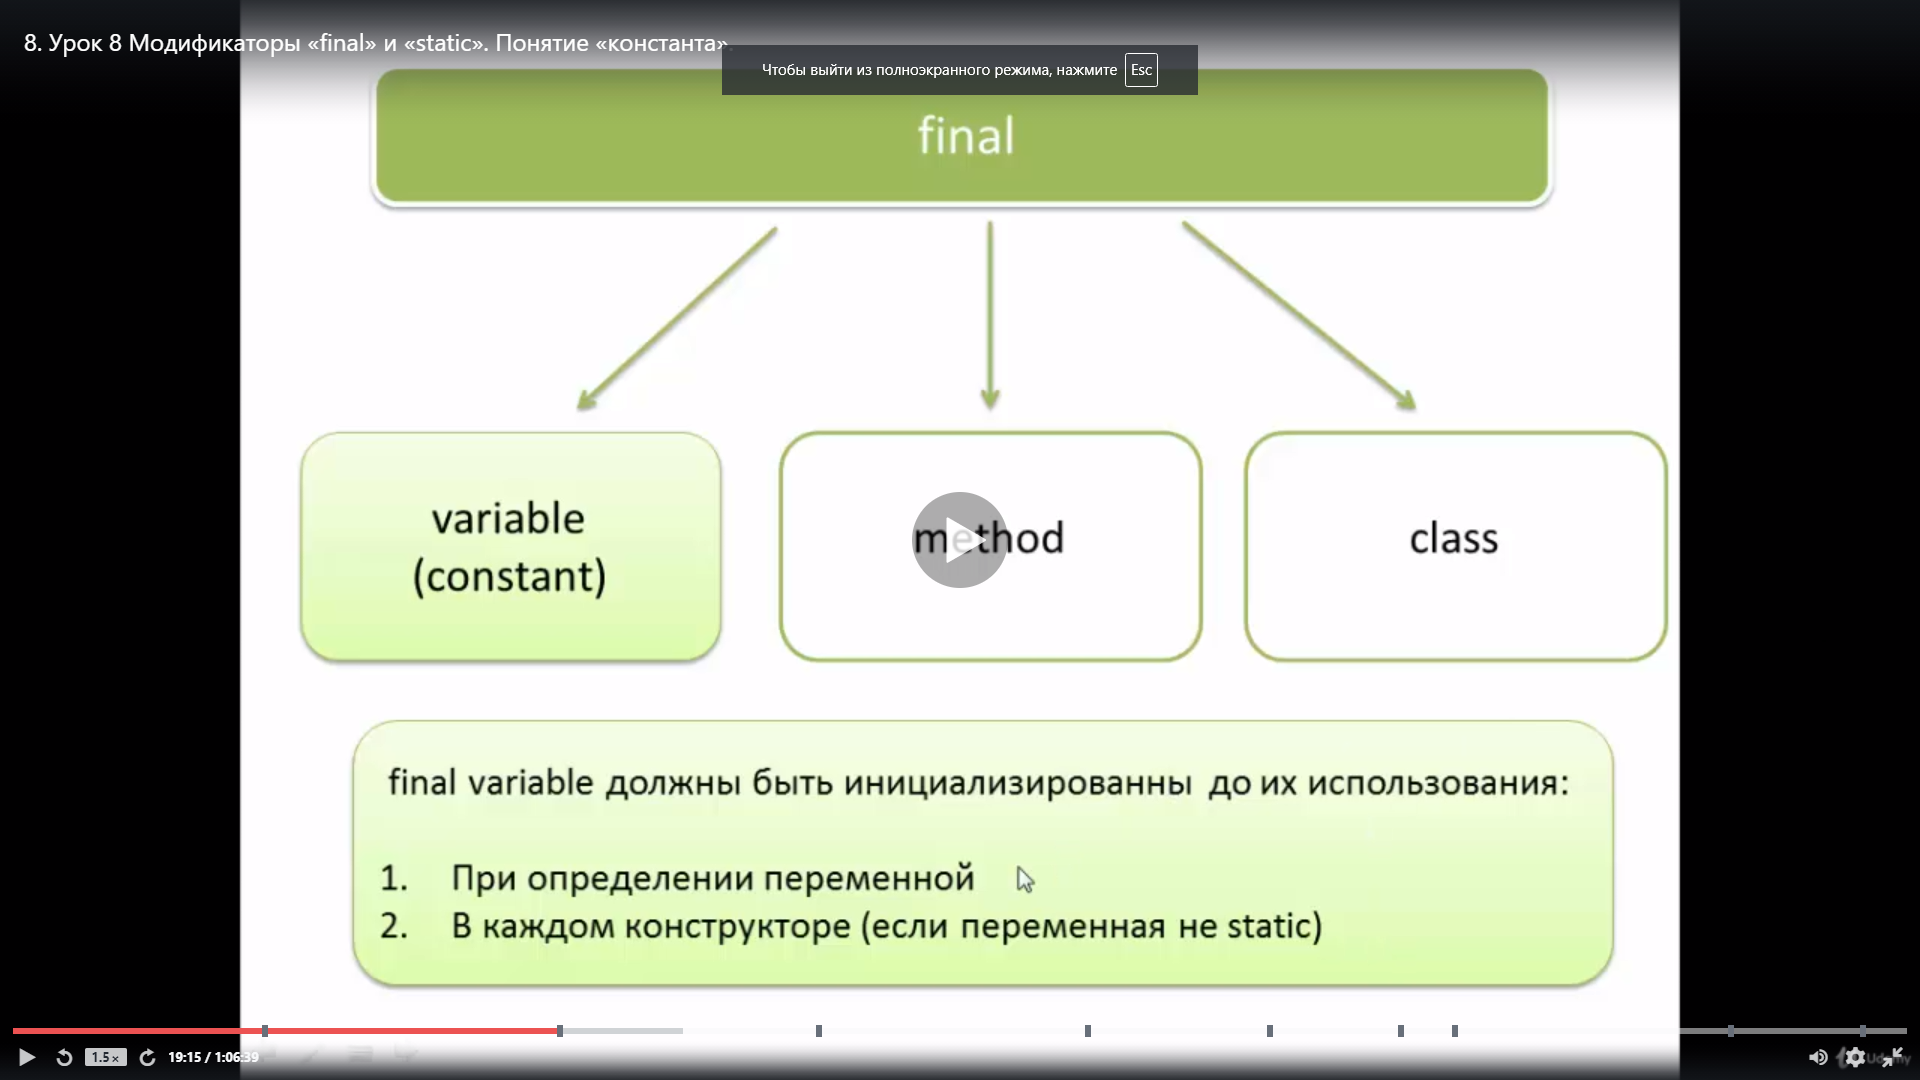 8. Урок 8 Модификаторы «final» и «static». Понятие «константа».
Чтобы выйти из полноэкранного режима, нажмите Esc
final
variable
(constant)
method
class
final variable должны быть инициализированны до их использования:
1. При определении переменной
2. В каждом конструкторе (если переменная не static)
1.5×
19:15 / 1:06:39
Udemy